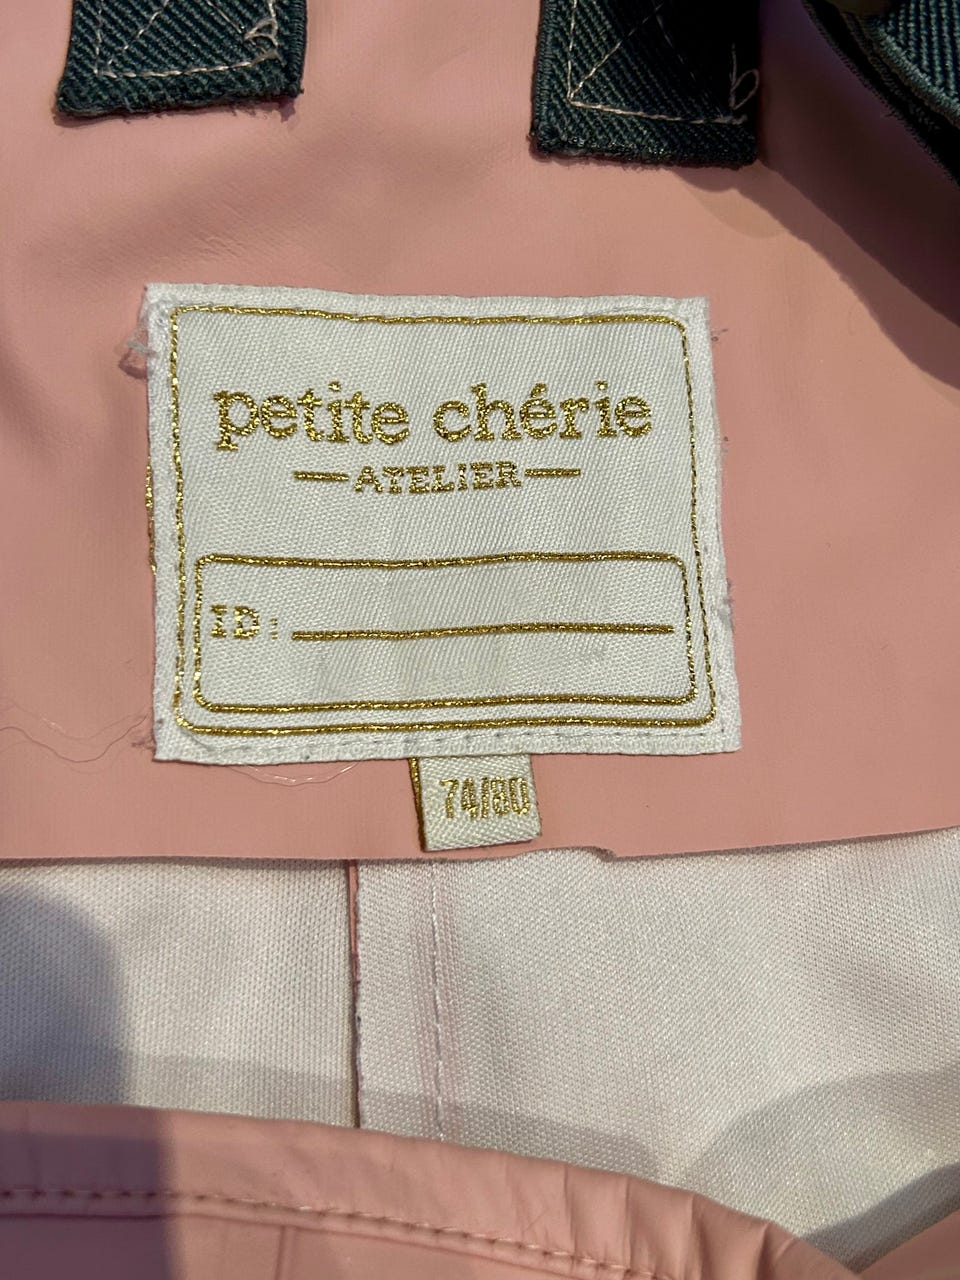 petite chérie
ATELIER
ID:
74/80